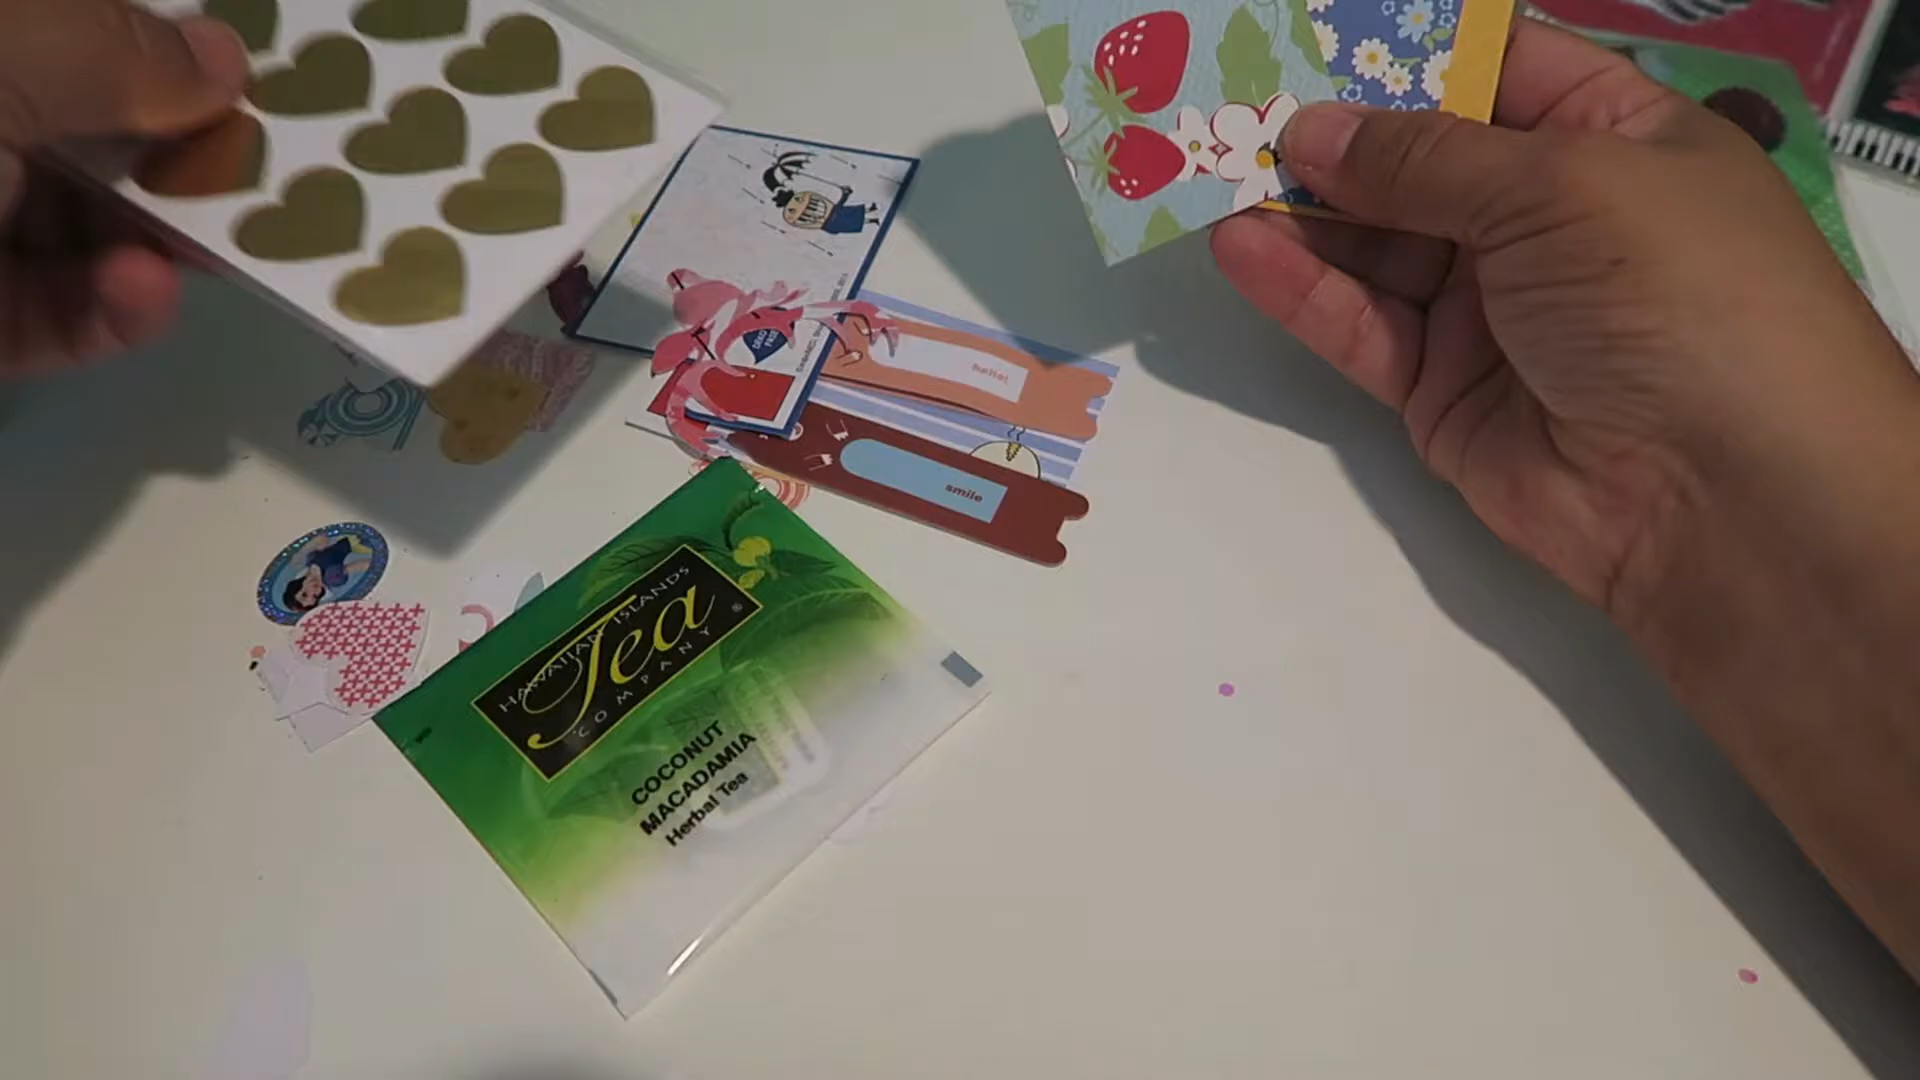 hello!
smile
HAWAIIAN ISLANDS
Tea
COMPANY
®
COCONUT
MACADAMIA
Herbal Tea